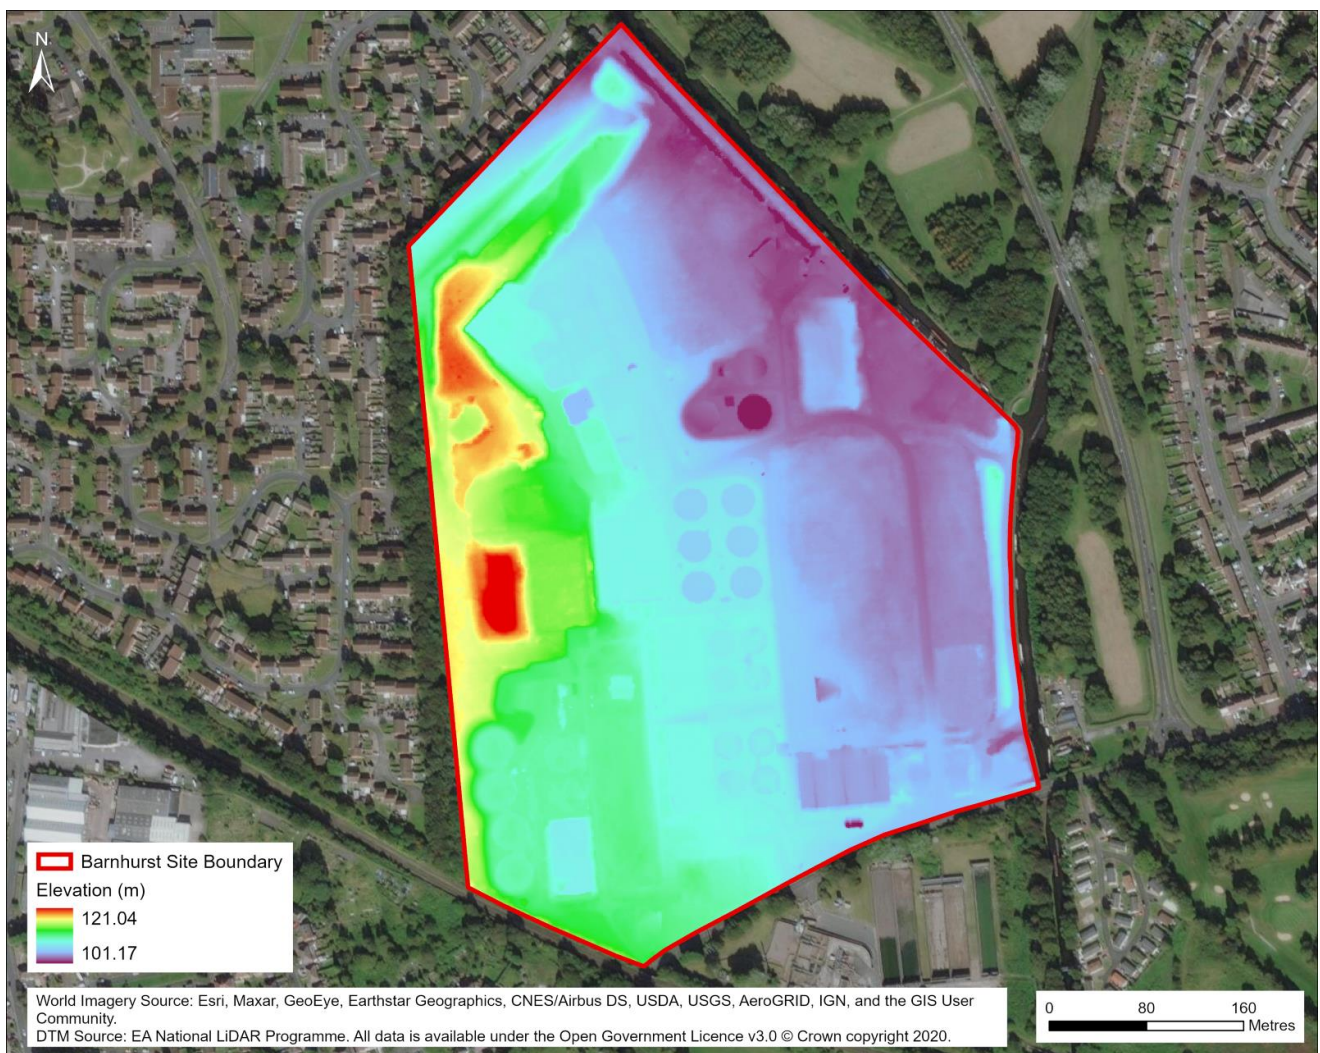 N
Barnhurst Site Boundary
Elevation (m)
121.04
101.17
World Imagery Source: Esri, Maxar, GeoEye, Earthstar Geographics, CNES/Airbus DS, USDA, USGS, AeroGRID, IGN, and the GIS User
Community.
DTM Source: EA National LiDAR Programme. All data is available under the Open Government Licence v3.0 © Crown copyright 2020.
0 80 160
Metres